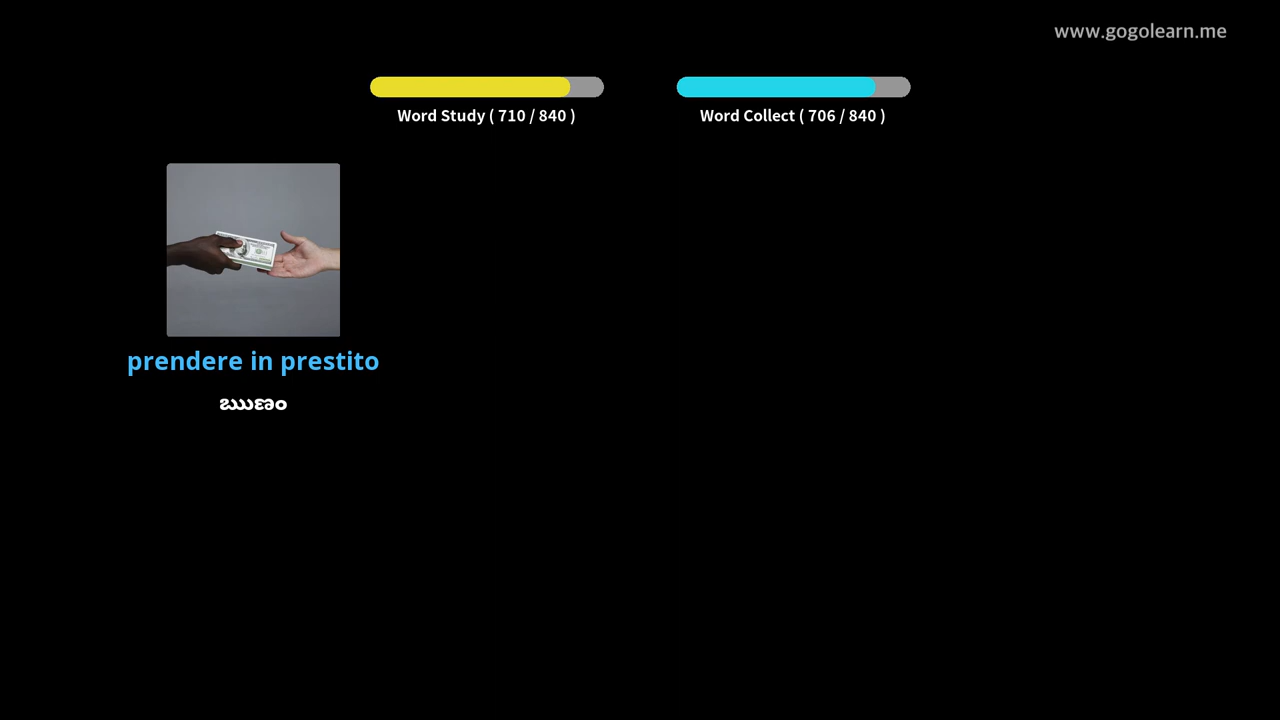 www.gogolearn.me
Word Study ( 710 / 840 )
Word Collect ( 706 / 840 )
prendere in prestito
ఋణం